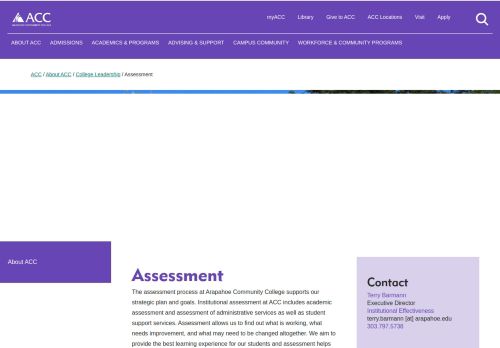 ACC
ARAPAHOE COMMUNITY COLLEGE
myACC Library Give to ACC ACC Locations Visit Apply
ABOUT ACC ADMISSIONS ACADEMICS & PROGRAMS ADVISING & SUPPORT CAMPUS COMMUNITY WORKFORCE & COMMUNITY PROGRAMS
ACC / About ACC / College Leadership / Assessment
About ACC
Assessment
The assessment process at Arapahoe Community College supports our
strategic plan and goals. Institutional assessment at ACC includes academic
assessment and assessment of administrative services as well as student
support services. Assessment allows us to find out what is working, what
needs improvement, and what may need to be changed altogether. We aim to
provide the best learning experience for our students and assessment helps
Contact
Terry Barmann
Executive Director
Institutional Effectiveness
terry.barmann [at] arapahoe.edu
303.797.5738